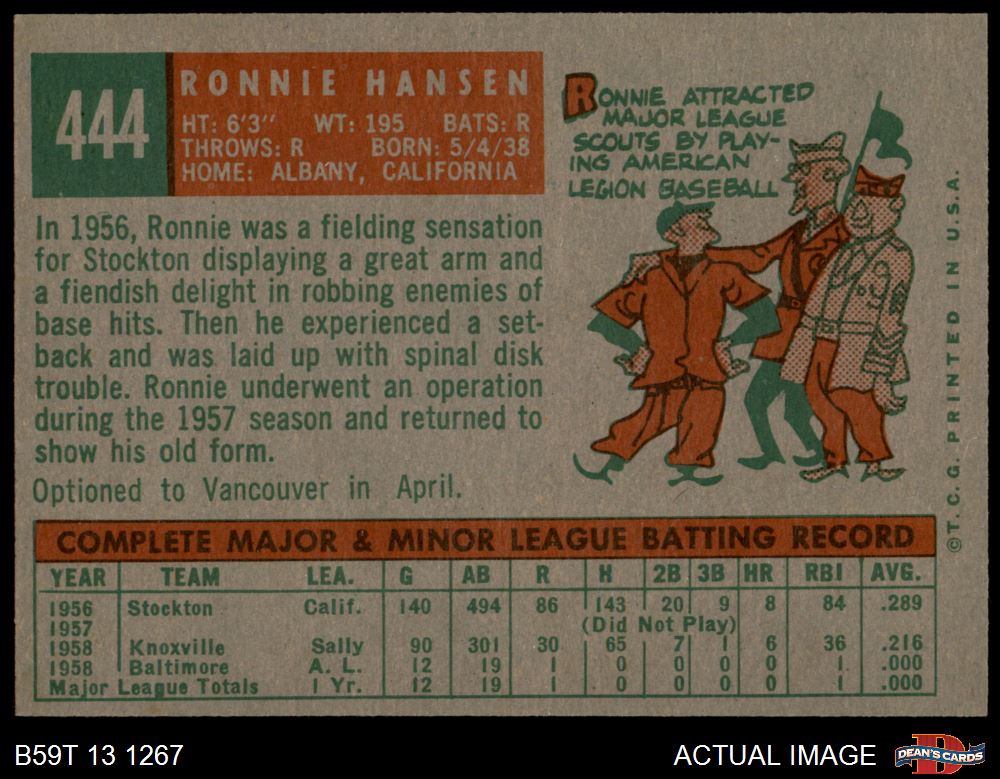 444
RONNIE HANSEN
HT: 6'3" WT: 195 BATS: R
THROWS: R BORN: 5/4/38
HOME: ALBANY, CALIFORNIA
In 1956, Ronnie was a fielding sensation
for Stockton displaying a great arm and
a fiendish delight in robbing enemies of
base hits. Then he experienced a set-
back and was laid up with spinal disk
trouble. Ronnie underwent an operation
during the 1957 season and returned to
show his old form.
Optioned to Vancouver in April.
RONNIE ATTRACTED
MAJOR LEAGUE
SCOUTS BY PLAY-
ING AMERICAN
LEGION BASEBALL
©T. C. G. PRINTED IN U.S.A.
COMPLETE MAJOR & MINOR LEAGUE BATTING RECORD
YEAR TEAM LEA. G AB R H 2B 3B HR RBI AVG.
1956 Stockton Calif. 140 494 86 143 20 9 8 84 .289
1957 (Did Not Play)
1958 Knoxville Sally 90 301 30 65 7 1 6 36 .216
1958 Baltimore A. L. 12 19 1 0 0 0 0 1 .000
Major League Totals 1 Yr. 12 19 1 0 0 0 0 1 .000
B59T 13 1267 ACTUAL IMAGE
DEAN'S CARDS